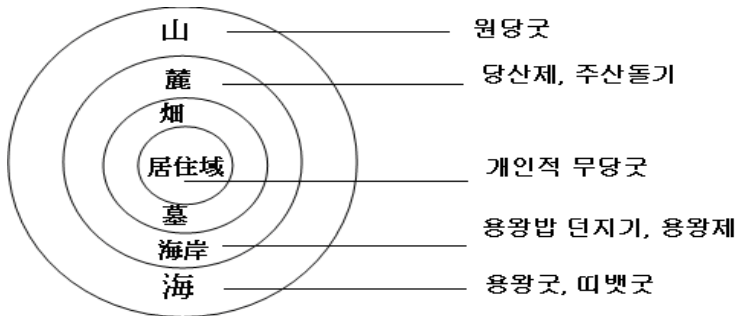 山 원당굿
麓 당산제, 주산돌기
畑
居住域 개인적 무당굿
墓
海岸 용왕밥 던지기, 용왕제
海 용왕굿, 띠뱃굿